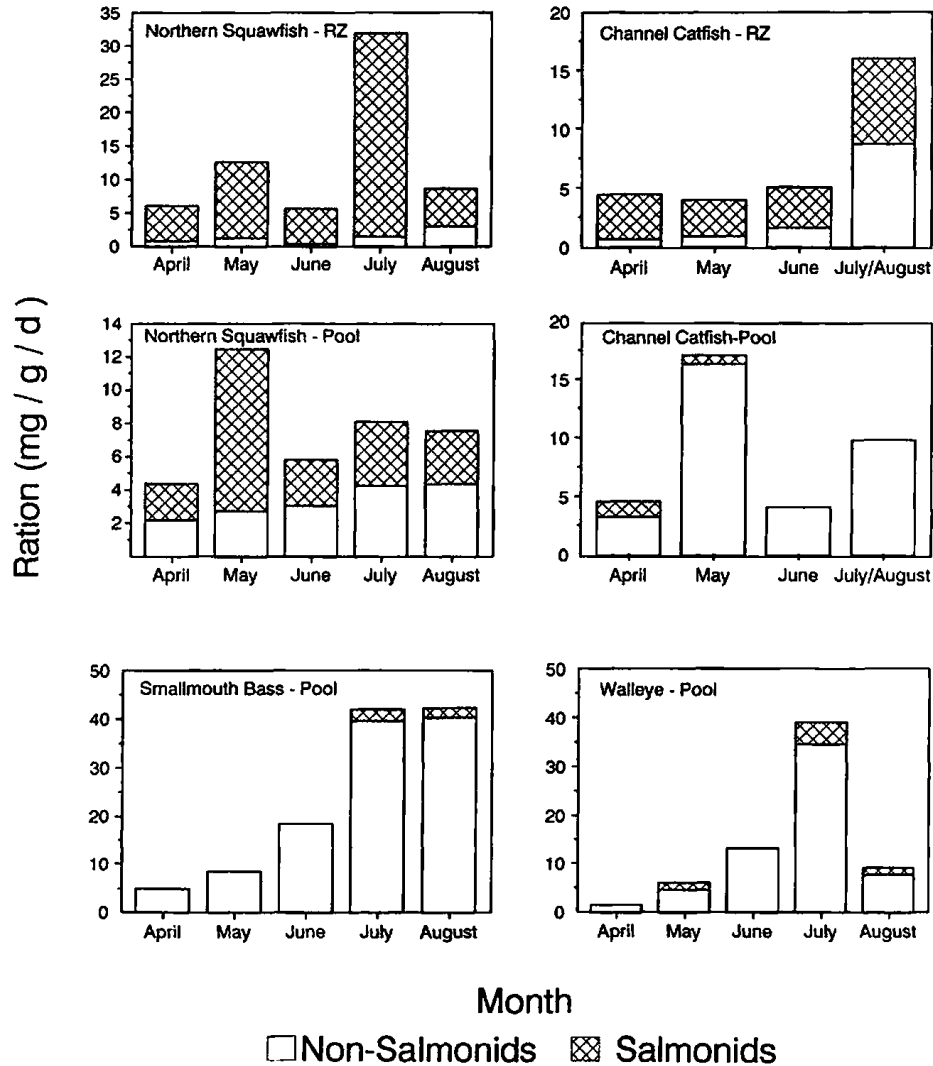 Ration (mg / g / d )
Northern Squawfish - RZ
35
30
25
20
15
10
5
0
April May June July August
Channel Catfish - RZ
20
15
10
5
0
April May June July/August
Northern Squawfish - Pool
14
12
10
8
6
4
2
April May June July August
Channel Catfish-Pool
20
15
10
5
0
April May June July/August
Smallmouth Bass - Pool
50
40
30
20
10
0
April May June July August
Walleye - Pool
50
40
30
20
10
0
April May June July August
Month
Non-Salmonids Salmonids